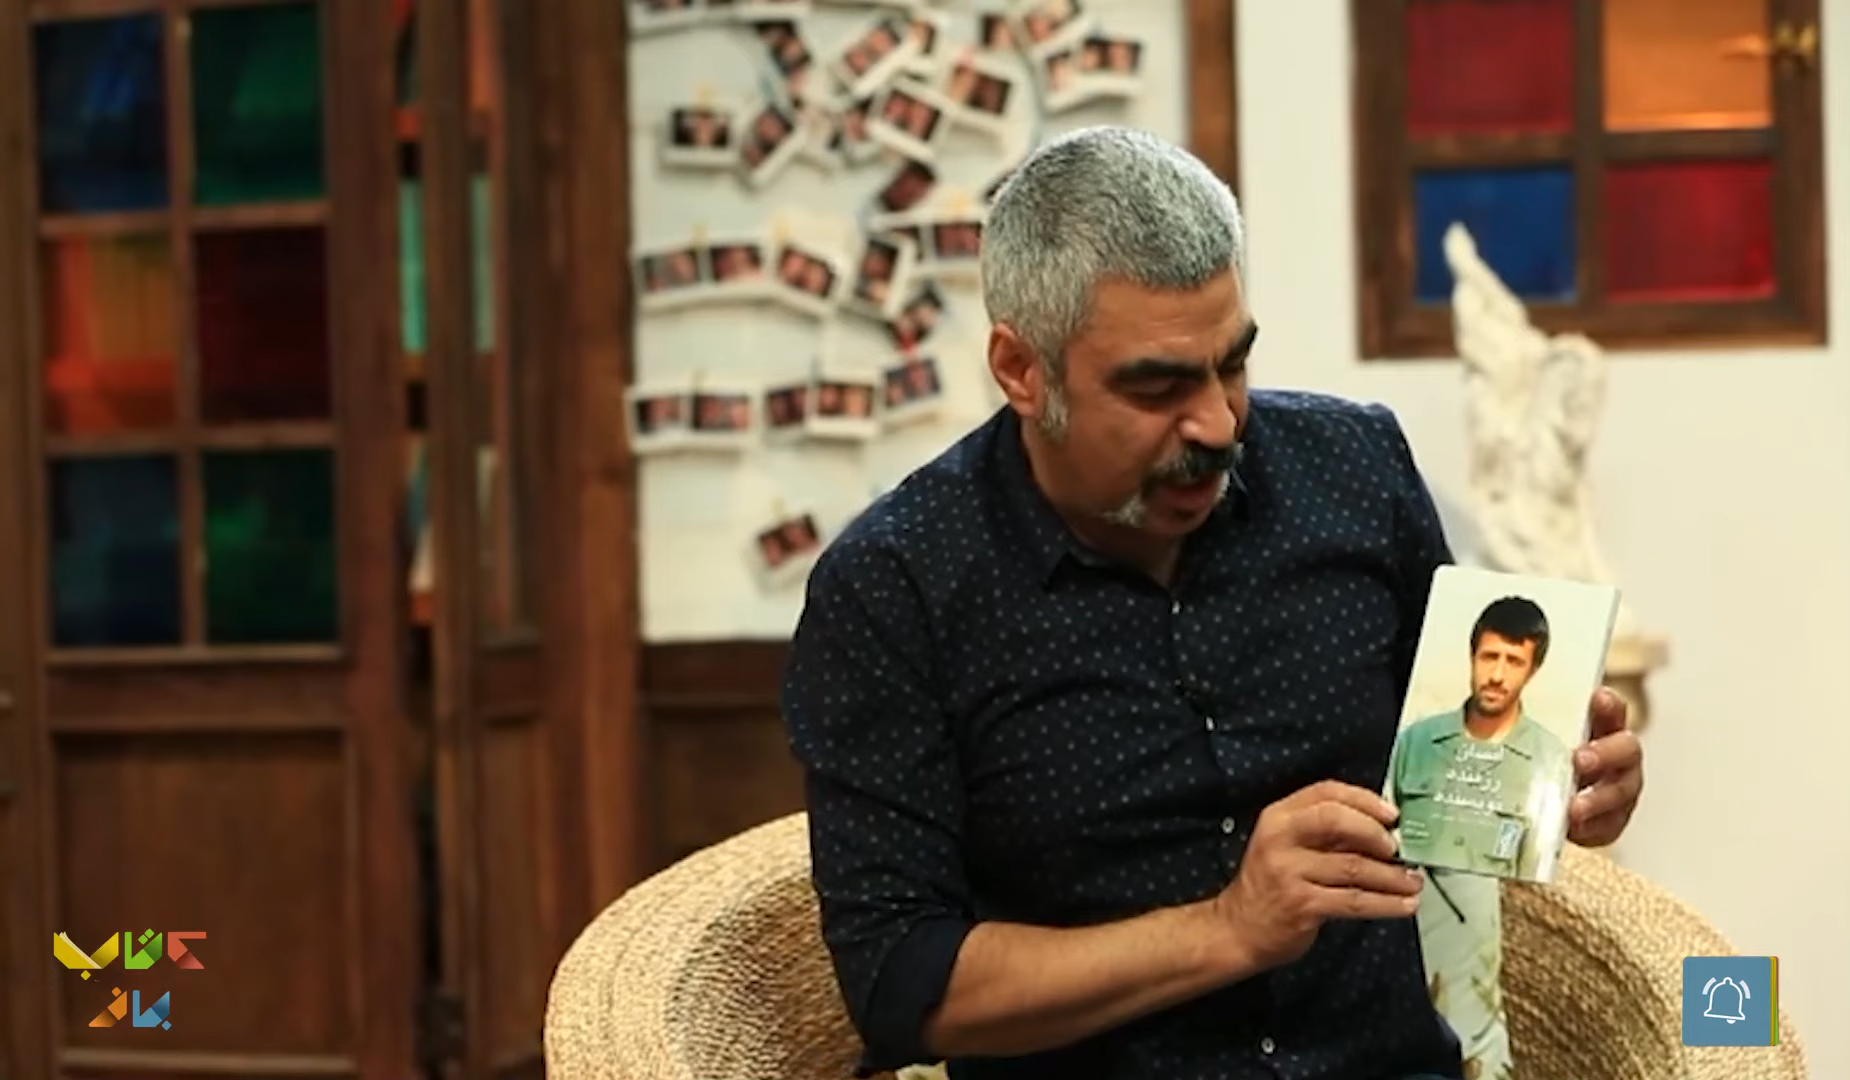 انسان
رزمنده
نویسنده
کتاب
باز